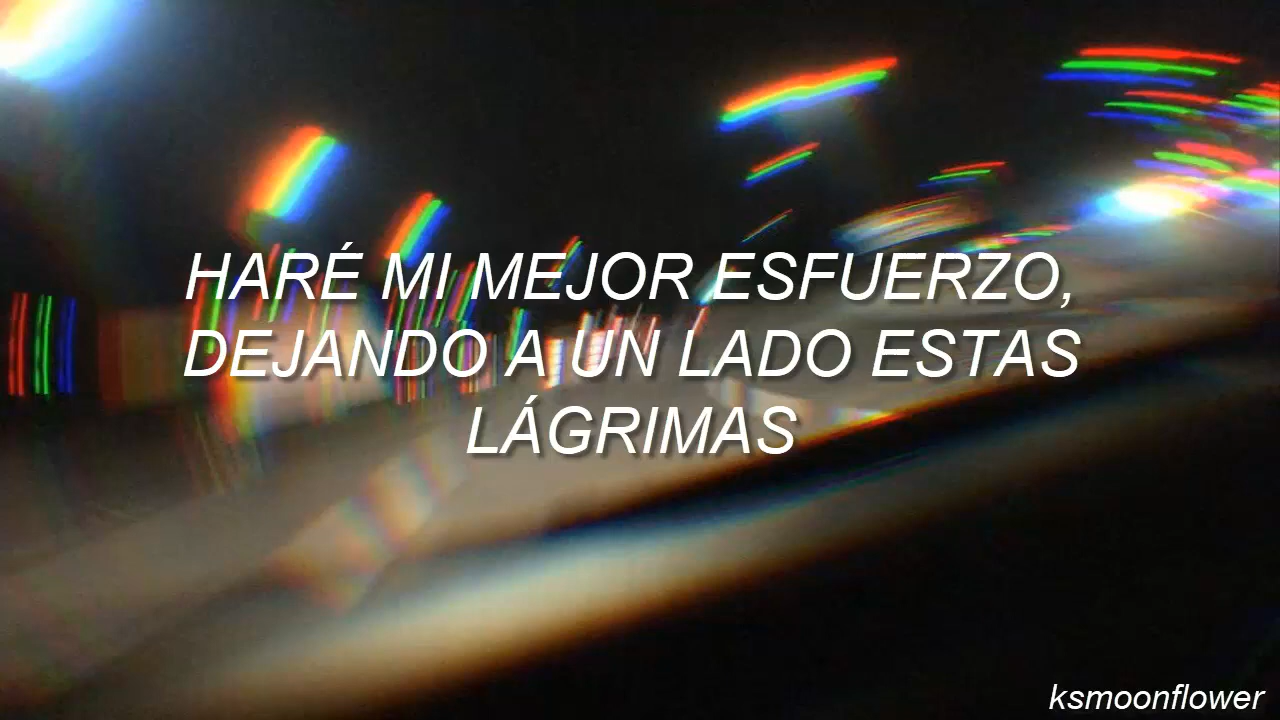 HARÉ MI MEJOR ESFUERZO,
DEJANDO A UN LADO ESTAS
LÁGRIMAS
ksmoonflower